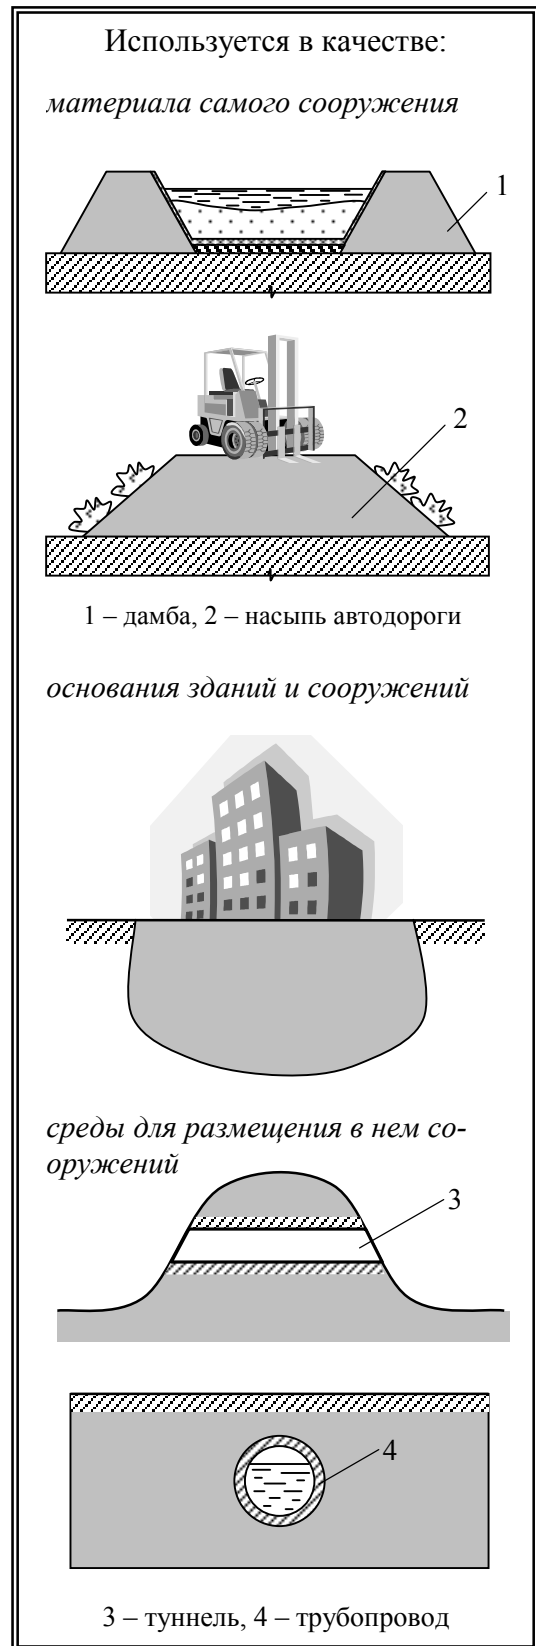 Используется в качестве:
материала самого сооружения
1
2
1 – дамба, 2 – насыпь автодороги
основания зданий и сооружений
среды для размещения в нем со-
оружений
3
4
3 – туннель, 4 – трубопровод